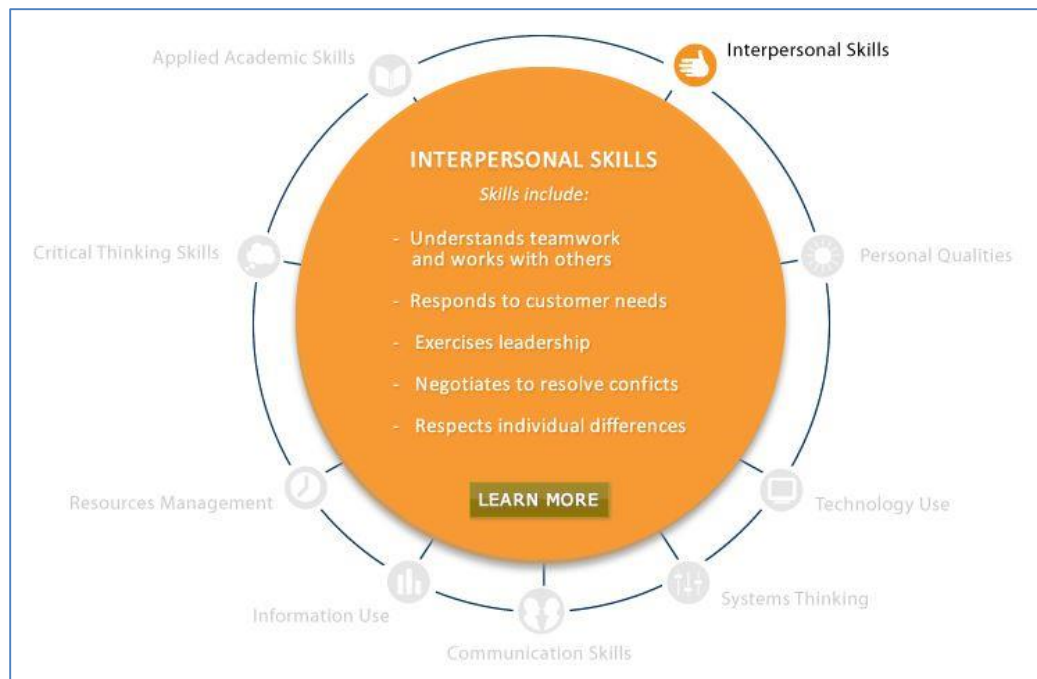 Applied Academic Skills
Interpersonal Skills
Critical Thinking Skills
Personal Qualities
INTERPERSONAL SKILLS
Skills include:
- Understands teamwork
and works with others
- Responds to customer needs
- Exercises leadership
- Negotiates to resolve conficts
- Respects individual differences
LEARN MORE
Resources Management
Technology Use
Information Use
Systems Thinking
Communication Skills